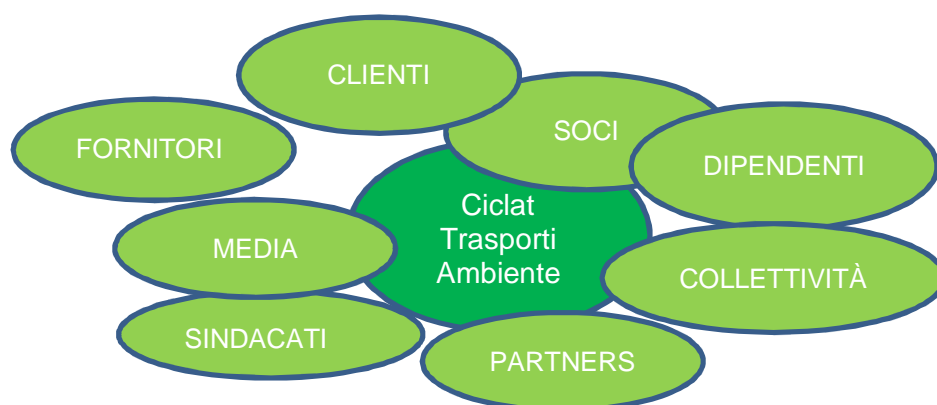 CLIENTI
SOCI
FORNITORI
DIPENDENTI
Ciclat
Trasporti
Ambiente
MEDIA
COLLETTIVITÀ
SINDACATI
PARTNERS